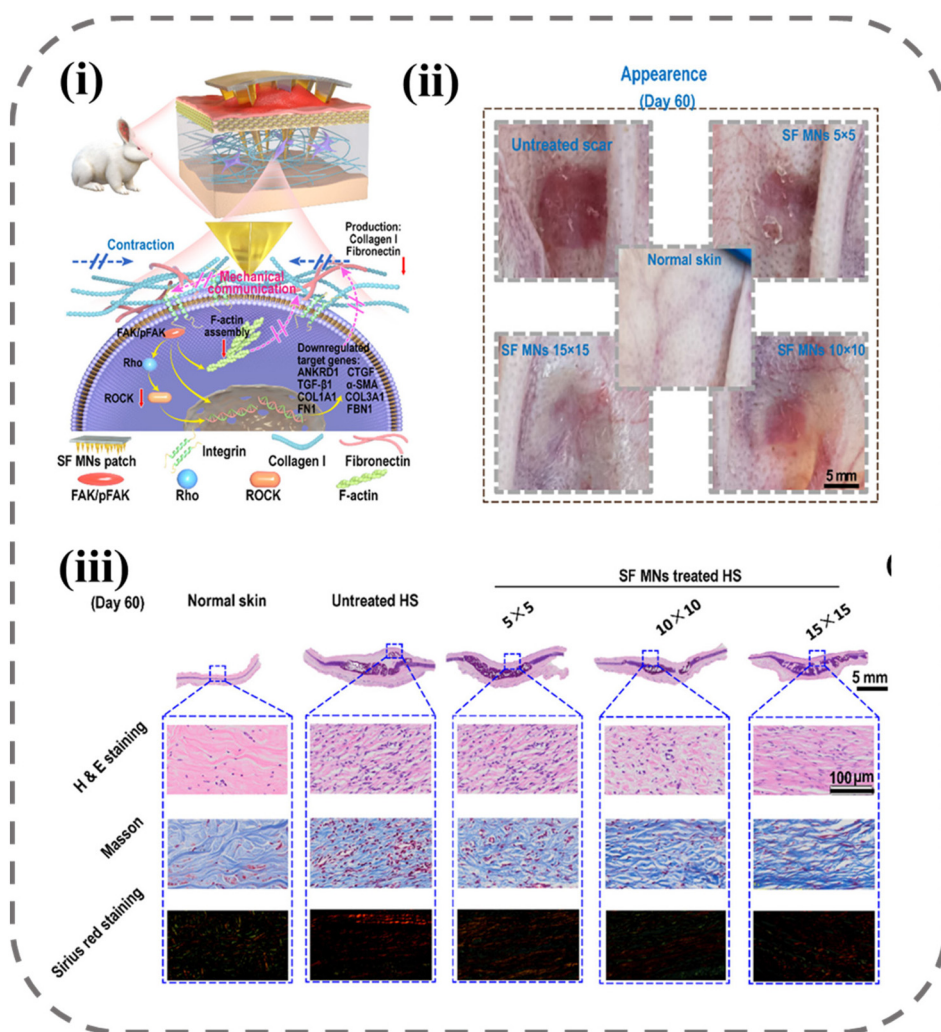 (i)
Contraction
Production:
Collagen I
Fibronectin
Mechanical
communication
FAK/pFAK
F-actin
assembly
Rho
ROCK
Downregulated
target genes:
ANKRD1 CTGF
TGF-β1 α-SMA
COL1A1 COL3A1
FN1 FBN1
SF MNs patch
Integrin
Collagen I
Fibronectin
FAK/pFAK
Rho
ROCK
F-actin
(ii)
Appearence
(Day 60)
Untreated scar
SF MNs 5×5
Normal skin
SF MNs 15×15
SF MNs 10×10
5 mm
(iii)
(Day 60)
Normal skin
Untreated HS
SF MNs treated HS
5×5
10×10
15×15
5 mm
H & E staining
100 μm
Masson
Sirius red staining